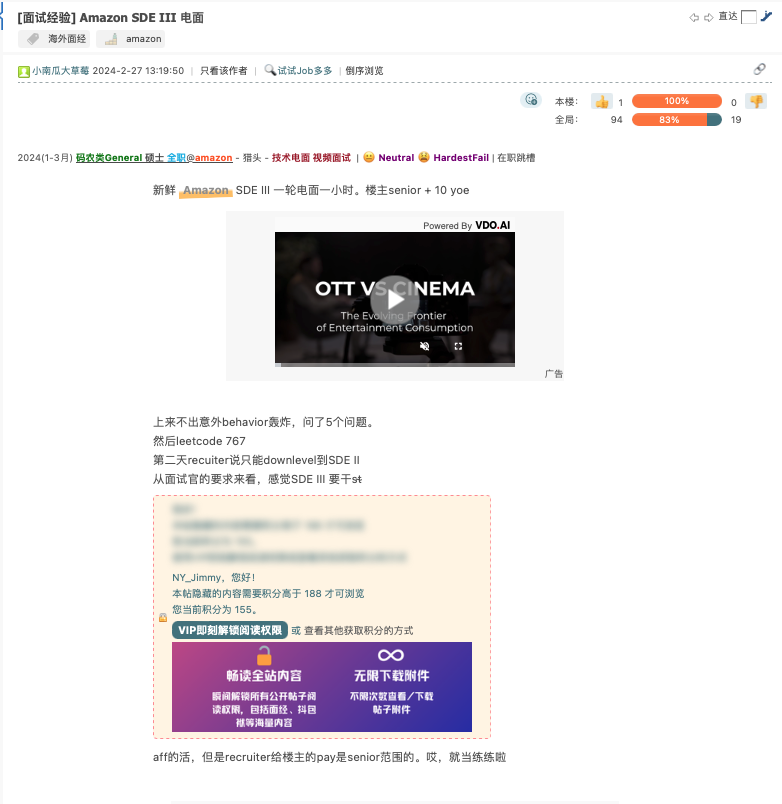 [面试经验] Amazon SDE III 电面
直达
海外面经 amazon
小南瓜大草莓 2024-2-27 13:19:50 | 只看该作者 | 试试Job多多 | 倒序浏览
本楼： 1 100% 0
全局： 94 83% 19
2024(1-3月) 码农类General 硕士 全职@amazon - 猎头 - 技术电面 视频面试 | Neutral HardestFail | 在职跳槽
新鲜 Amazon SDE III 一轮电面一小时。楼主senior + 10 yoe
Powered By VDO.AI
OTT VS CINEMA
The Evolving Frontier
of Entertainment Consumption
广告
上来不出意外behavior轰炸，问了5个问题。
然后leetcode 767
第二天recuiter说只能downlevel到SDE II
从面试官的要求来看，感觉SDE III 要干st
NY_Jimmy，您好！
本帖隐藏的内容需要积分高于 188 才可浏览
您当前积分为 155。
VIP即刻解锁阅读权限 或 查看其他获取积分的方式
畅读全站内容
瞬间解锁所有公开帖子阅
读权限，包括面经、抖包
袱等海量内容
无限下载附件
不限次数查看/下载
帖子附件
aff的活，但是recruiter给楼主的pay是senior范围的。哎，就当练练啦